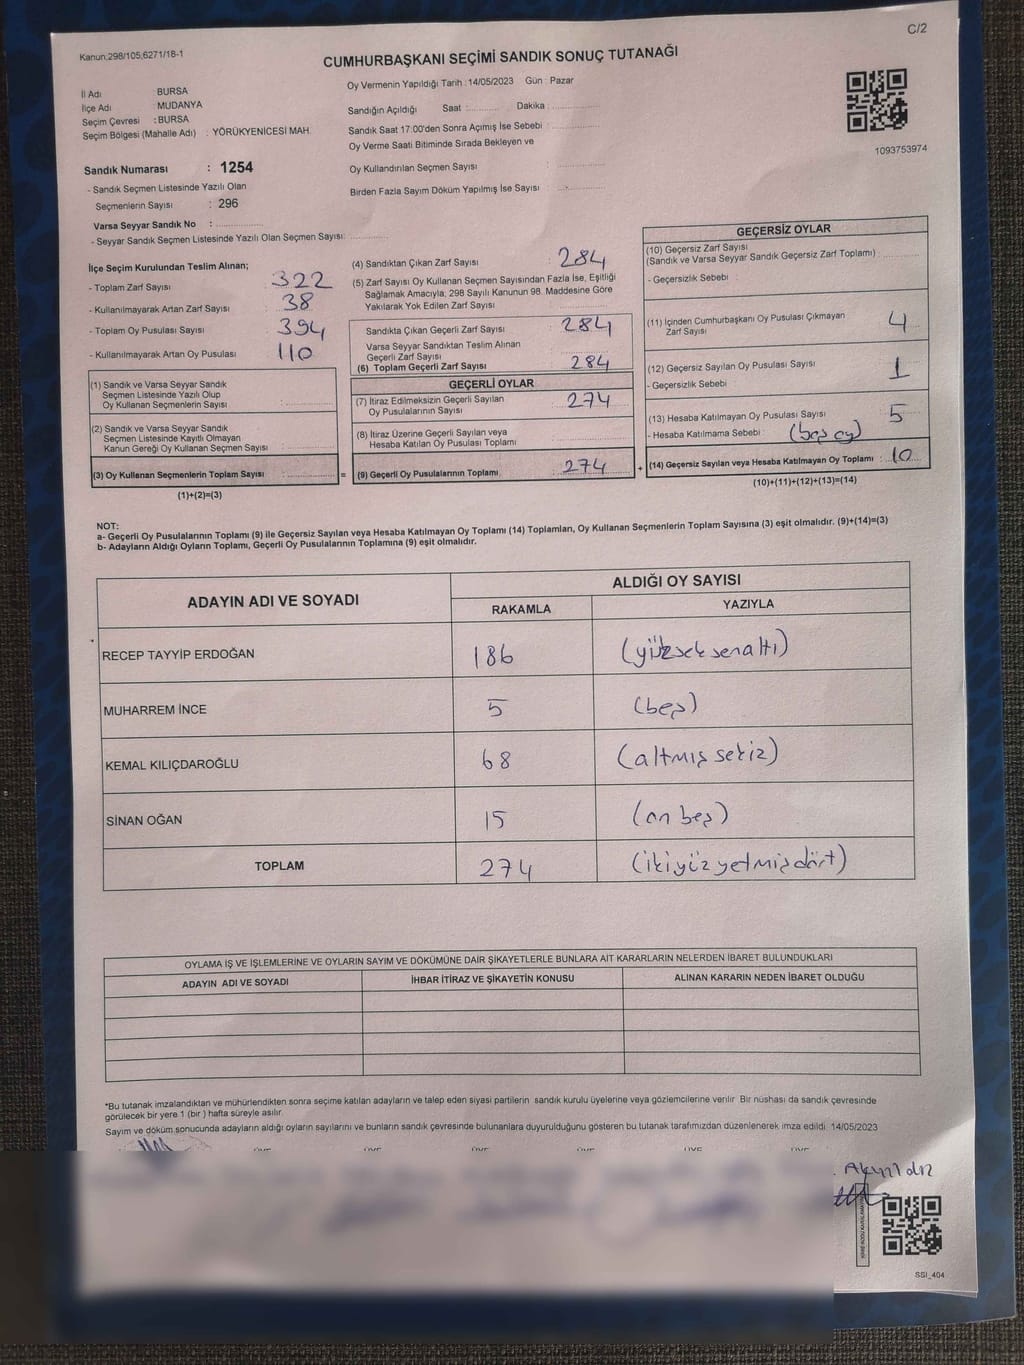 C/2
Kanun.298/105,6271/18-1
CUMHURBAŞKANI SEÇİMİ SANDIK SONUÇ TUTANAĞI
Oy Vermenin Yapıldığı Tarih : 14/05/2023 Gün : Pazar
İl Adı BURSA
İlçe Adı MUDANYA
Seçim Çevresi : BURSA
Seçim Bölgesi (Mahalle Adı) : YÖRÜKYENİCESİ MAH.
Sandığın Açıldığı Saat : Dakika :
Sandık Saat 17:00'den Sonra Açımış İse Sebebi :
Oy Verme Saati Bitiminde Sırada Bekleyen ve
Oy Kullandırılan Seçmen Sayısı :
Birden Fazla Sayım Döküm Yapılmış İse Sayısı :
1093753974
Sandık Numarası : 1254
- Sandık Seçmen Listesinde Yazılı Olan
Seçmenlerin Sayısı : 296
Varsa Seyyar Sandık No :
- Seyyar Sandık Seçmen Listesinde Yazılı Olan Seçmen Sayısı:
İlçe Seçim Kurulundan Teslim Alınan;
- Toplam Zarf Sayısı 322
- Kullanılmayarak Artan Zarf Sayısı 38
- Toplam Oy Pusulası Sayısı 394
- Kullanılmayarak Artan Oy Pusulası 110
(1) Sandık ve Varsa Seyyar Sandık
Seçmen Listesinde Yazılı Olup
Oy Kullanan Seçmenlerin Sayısı :
(2) Sandık ve Varsa Seyyar Sandık
Seçmen Listesinde Kayıtlı Olmayan
Kanun Gereği Oy Kullanan Seçmen Sayısı :
(3) Oy Kullanan Seçmenlerin Toplam Sayısı :
(1)+(2)=(3)
(4) Sandıktan Çıkan Zarf Sayısı : 284
(5) Zarf Sayısı Oy Kullanan Seçmen Sayısından Fazla İse, Eşitliği
Sağlamak Amacıyla, 298 Sayılı Kanunun 98. Maddesine Göre
Yakılarak Yok Edilen Zarf Sayısı
Sandıkta Çıkan Geçerli Zarf Sayısı : 284
Varsa Seyyar Sandıktan Teslim Alınan
Geçerli Zarf Sayısı
(6) Toplam Geçerli Zarf Sayısı 284
GEÇERLİ OYLAR
(7) İtiraz Edilmeksizin Geçerli Sayılan
Oy Pusulalarının Sayısı : 274
(8) İtiraz Üzerine Geçerli Sayılan veya
Hesaba Katılan Oy Pusulası Toplamı
= (9) Geçerli Oy Pusulalarının Toplamı 274
GEÇERSİZ OYLAR
(10) Geçersiz Zarf Sayısı
(Sandık ve Varsa Seyyar Sandık Geçersiz Zarf Toplamı) :
- Geçersizlik Sebebi :
(11) İçinden Cumhurbaşkanı Oy Pusulası Çıkmayan
Zarf Sayısı 4
(12) Geçersiz Sayılan Oy Pusulası Sayısı 1
- Geçersizlik Sebebi :
(13) Hesaba Katılmayan Oy Pusulası Sayısı 5
- Hesaba Katılmama Sebebi : (boş oy)
+ (14) Geçersiz Sayılan veya Hesaba Katılmayan Oy Toplamı : 10
(10)+(11)+(12)+(13)=(14)
NOT:
a- Geçerli Oy Pusulalarının Toplamı (9) ile Geçersiz Sayılan veya Hesaba Katılmayan Oy Toplamı (14) Toplamları, Oy Kullanan Seçmenlerin Toplam Sayısına (3) eşit olmalıdır. (9)+(14)=(3)
b- Adayların Aldığı Oyların Toplamı, Geçerli Oy Pusulalarının Toplamına (9) eşit olmalıdır.
ADAYIN ADI VE SOYADI ALDIĞI OY SAYISI
RAKAMLA YAZIYLA
RECEP TAYYİP ERDOĞAN 186 (yüzseksenaltı)
MUHARREM İNCE 5 (beş)
KEMAL KILIÇDAROĞLU 68 (altmış sekiz)
SİNAN OĞAN 15 (on beş)
TOPLAM 274 (ikiyüzyetmişdört)
OYLAMA İŞ VE İŞLEMLERİNE VE OYLARIN SAYIM VE DÖKÜMÜNE DAİR ŞİKAYETLERLE BUNLARA AİT KARARLARIN NELERDEN İBARET BULUNDUKLARI
ADAYIN ADI VE SOYADI İHBAR İTİRAZ VE ŞİKAYETİN KONUSU ALINAN KARARIN NEDEN İBARET OLDUĞU
*Bu tutanak imzalandıktan ve mühürlendikten sonra seçime katılan adayların ve talep eden siyasi partilerin sandık kurulu üyelerine veya gözlemcilerine verilir. Bir nüshası da sandık çevresinde
görülecek bir yere 1 (bir ) hafta süreyle asılır.
Sayım ve döküm sonucunda adayların aldığı oyların sayılarını ve bunların sandık çevresinde bulunanlara duyurulduğunu gösteren bu tutanak tarafımızdan düzenlenerek imza edildi. 14/05/2023
SSI_404